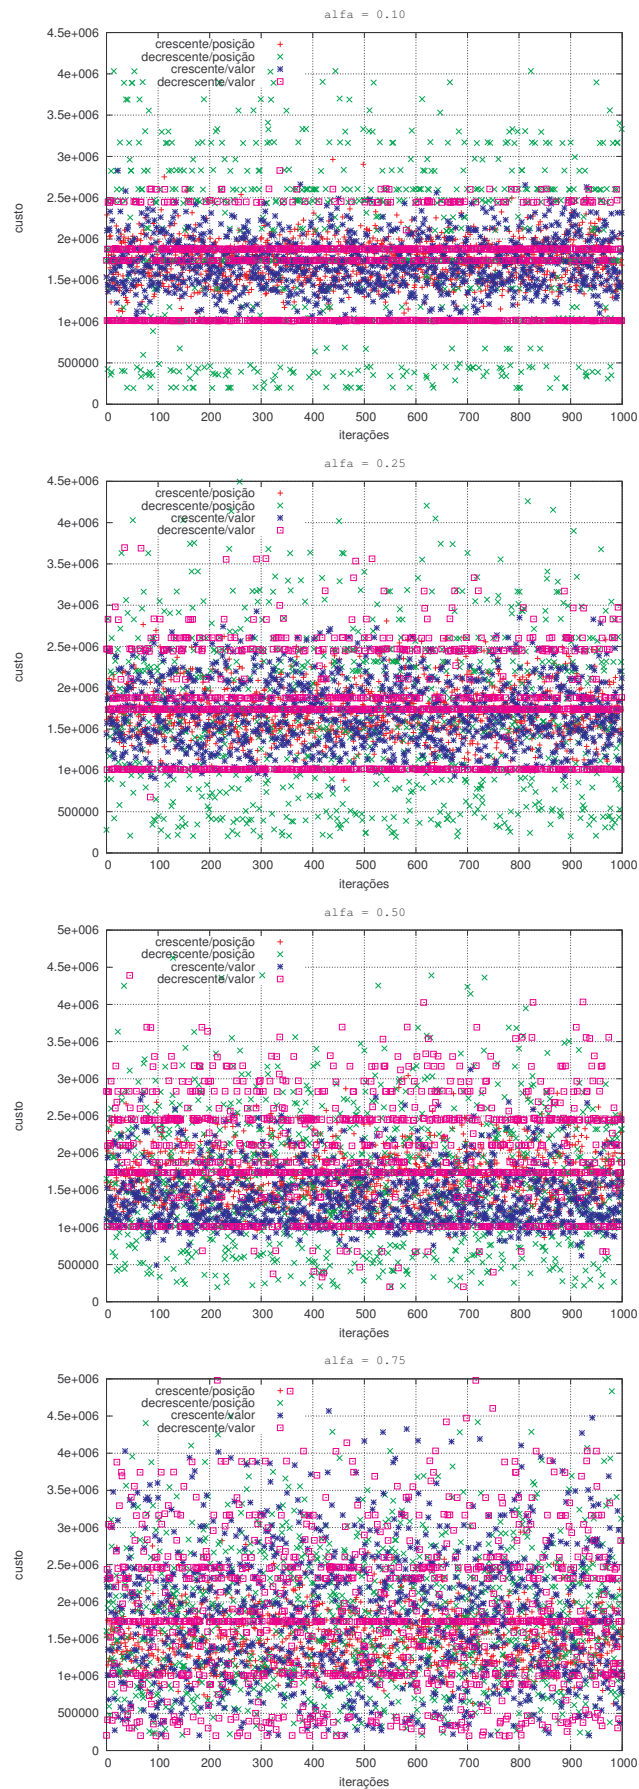 alfa = 0.10
4.5e+006
4e+006
3.5e+006
3e+006
2.5e+006
2e+006
1.5e+006
1e+006
500000
0
custo
crescente/posição
decrescente/posição
crescente/valor
decrescente/valor
0 100 200 300 400 500 600 700 800 900 1000
iterações
alfa = 0.25
4.5e+006
4e+006
3.5e+006
3e+006
2.5e+006
2e+006
1.5e+006
1e+006
500000
0
custo
crescente/posição
decrescente/posição
crescente/valor
decrescente/valor
0 100 200 300 400 500 600 700 800 900 1000
iterações
alfa = 0.50
5e+006
4.5e+006
4e+006
3.5e+006
3e+006
2.5e+006
2e+006
1.5e+006
1e+006
500000
0
custo
crescente/posição
decrescente/posição
crescente/valor
decrescente/valor
0 100 200 300 400 500 600 700 800 900 1000
iterações
alfa = 0.75
5e+006
4.5e+006
4e+006
3.5e+006
3e+006
2.5e+006
2e+006
1.5e+006
1e+006
500000
0
custo
crescente/posição
decrescente/posição
crescente/valor
decrescente/valor
0 100 200 300 400 500 600 700 800 900 1000
iterações